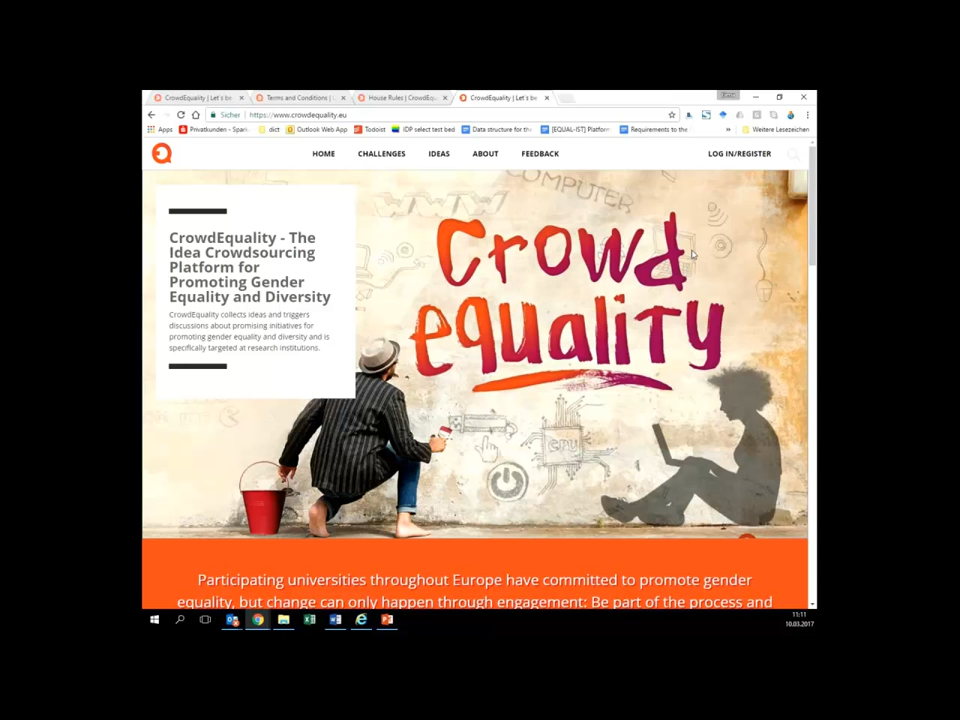 CrowdEquality | Let's be
Terms and Conditions |
House Rules | CrowdEq
CrowdEquality | Let's be
Sicher
https://www.crowdequality.eu
Apps
Privatkunden - Spark
dict
Outlook Web App
Todoist
IDP select test bed
Data structure for th
[EQUAL-IST] Platform
Requirements to the
»
Weitere Lesezeichen
HOME
CHALLENGES
IDEAS
ABOUT
FEEDBACK
LOG IN/REGISTER
COMPUTER
WWW
Crowd
equality
CrowdEquality - The
Idea Crowdsourcing
Platform for
Promoting Gender
Equality and Diversity
CrowdEquality collects ideas and triggers
discussions about promising initiatives for
promoting gender equality and diversity and is
specifically targeted at research institutions.
CPU
Participating universities throughout Europe have committed to promote gender
equality, but change can only happen through engagement: Be part of the process and
11:11
10.03.2017